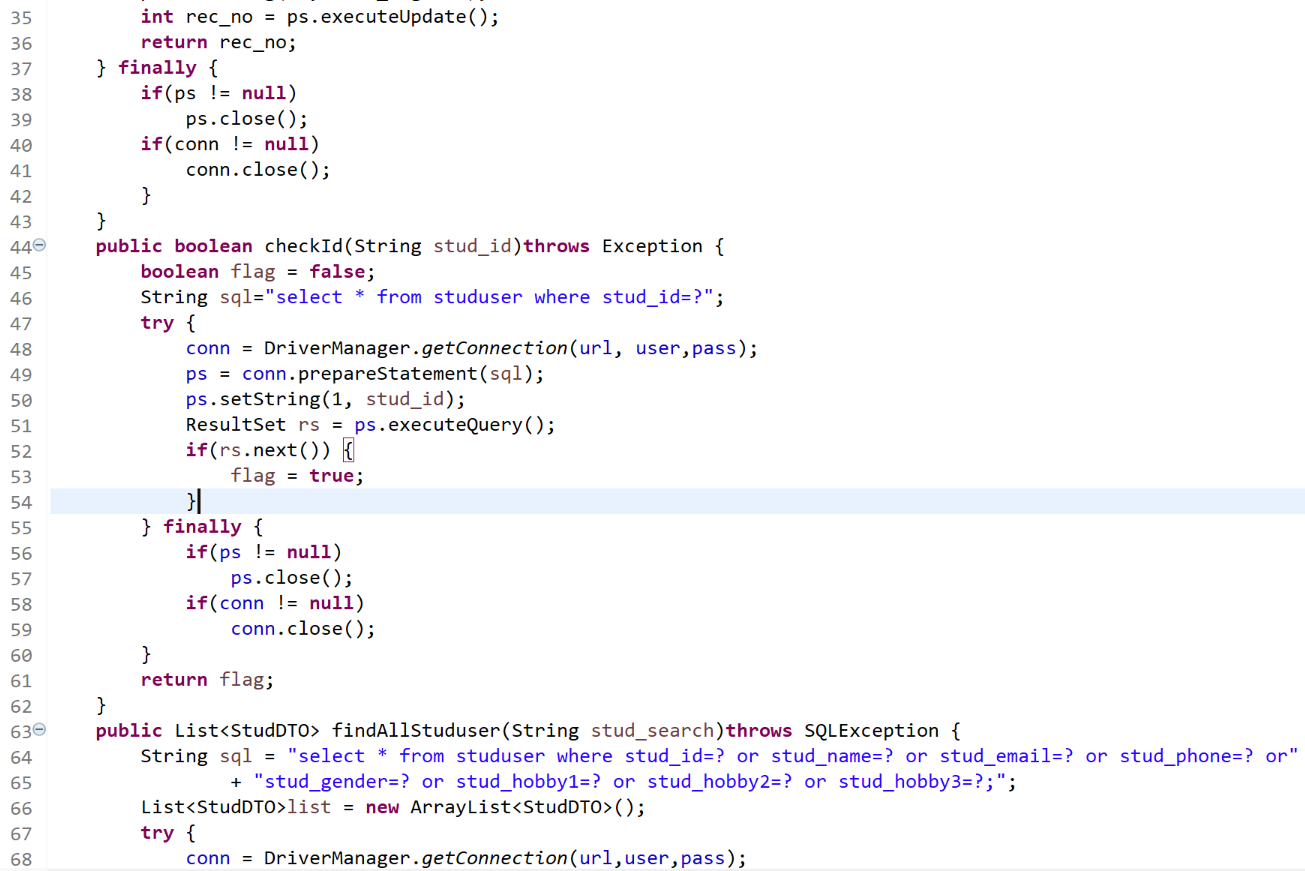 35 int rec_no = ps.executeUpdate();
36 return rec_no;
37 } finally {
38 if(ps != null)
39 ps.close();
40 if(conn != null)
41 conn.close();
42 }
43 }
44 public boolean checkId(String stud_id)throws Exception {
45 boolean flag = false;
46 String sql="select * from studuser where stud_id=?";
47 try {
48 conn = DriverManager.getConnection(url, user,pass);
49 ps = conn.prepareStatement(sql);
50 ps.setString(1, stud_id);
51 ResultSet rs = ps.executeQuery();
52 if(rs.next()) {
53 flag = true;
54 }
55 } finally {
56 if(ps != null)
57 ps.close();
58 if(conn != null)
59 conn.close();
60 }
61 return flag;
62 }
63 public List<StudDTO> findAllStuduser(String stud_search)throws SQLException {
64 String sql = "select * from studuser where stud_id=? or stud_name=? or stud_email=? or stud_phone=? or"
65 + "stud_gender=? or stud_hobby1=? or stud_hobby2=? or stud_hobby3=?;";
66 List<StudDTO>list = new ArrayList<StudDTO>();
67 try {
68 conn = DriverManager.getConnection(url,user,pass);